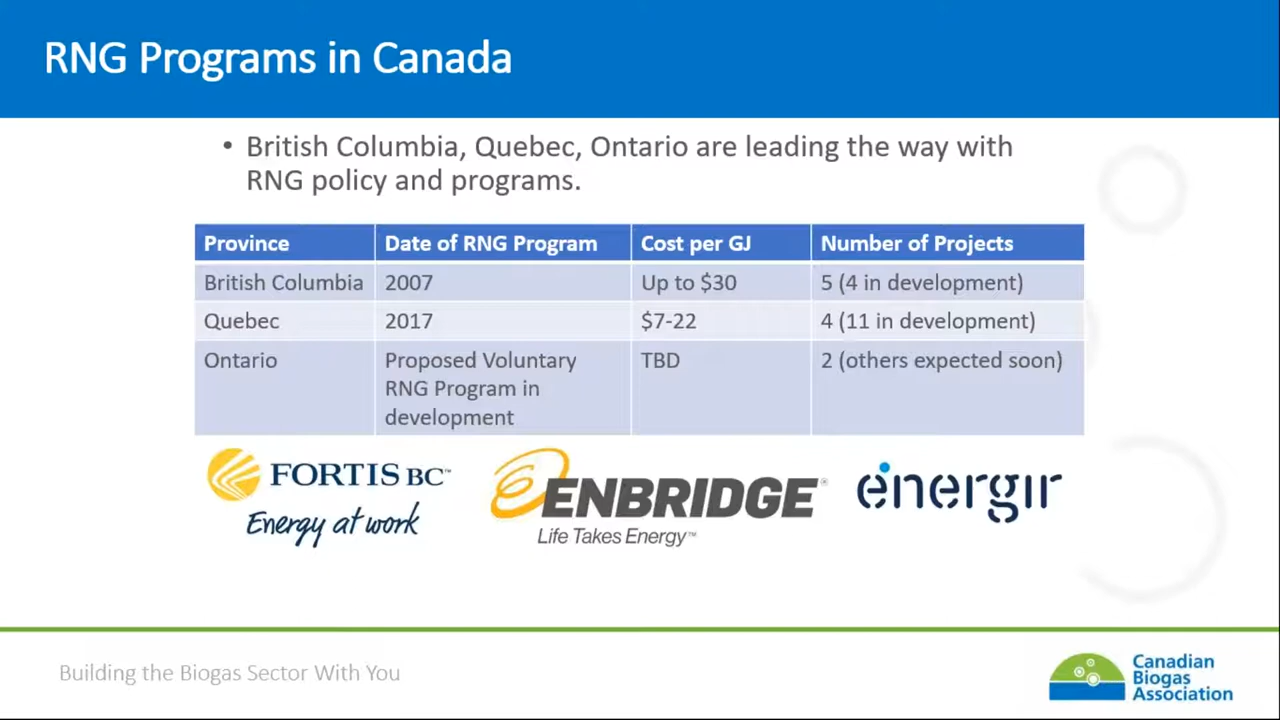 RNG Programs in Canada
• British Columbia, Quebec, Ontario are leading the way with
RNG policy and programs.
Province Date of RNG Program Cost per GJ Number of Projects
British Columbia 2007 Up to $30 5 (4 in development)
Quebec 2017 $7-22 4 (11 in development)
Ontario Proposed Voluntary TBD 2 (others expected soon)
RNG Program in
development
FORTIS BC™
Energy at work
ENBRIDGE®
Life Takes Energy™
énergir
Building the Biogas Sector With You
Canadian
Biogas
Association